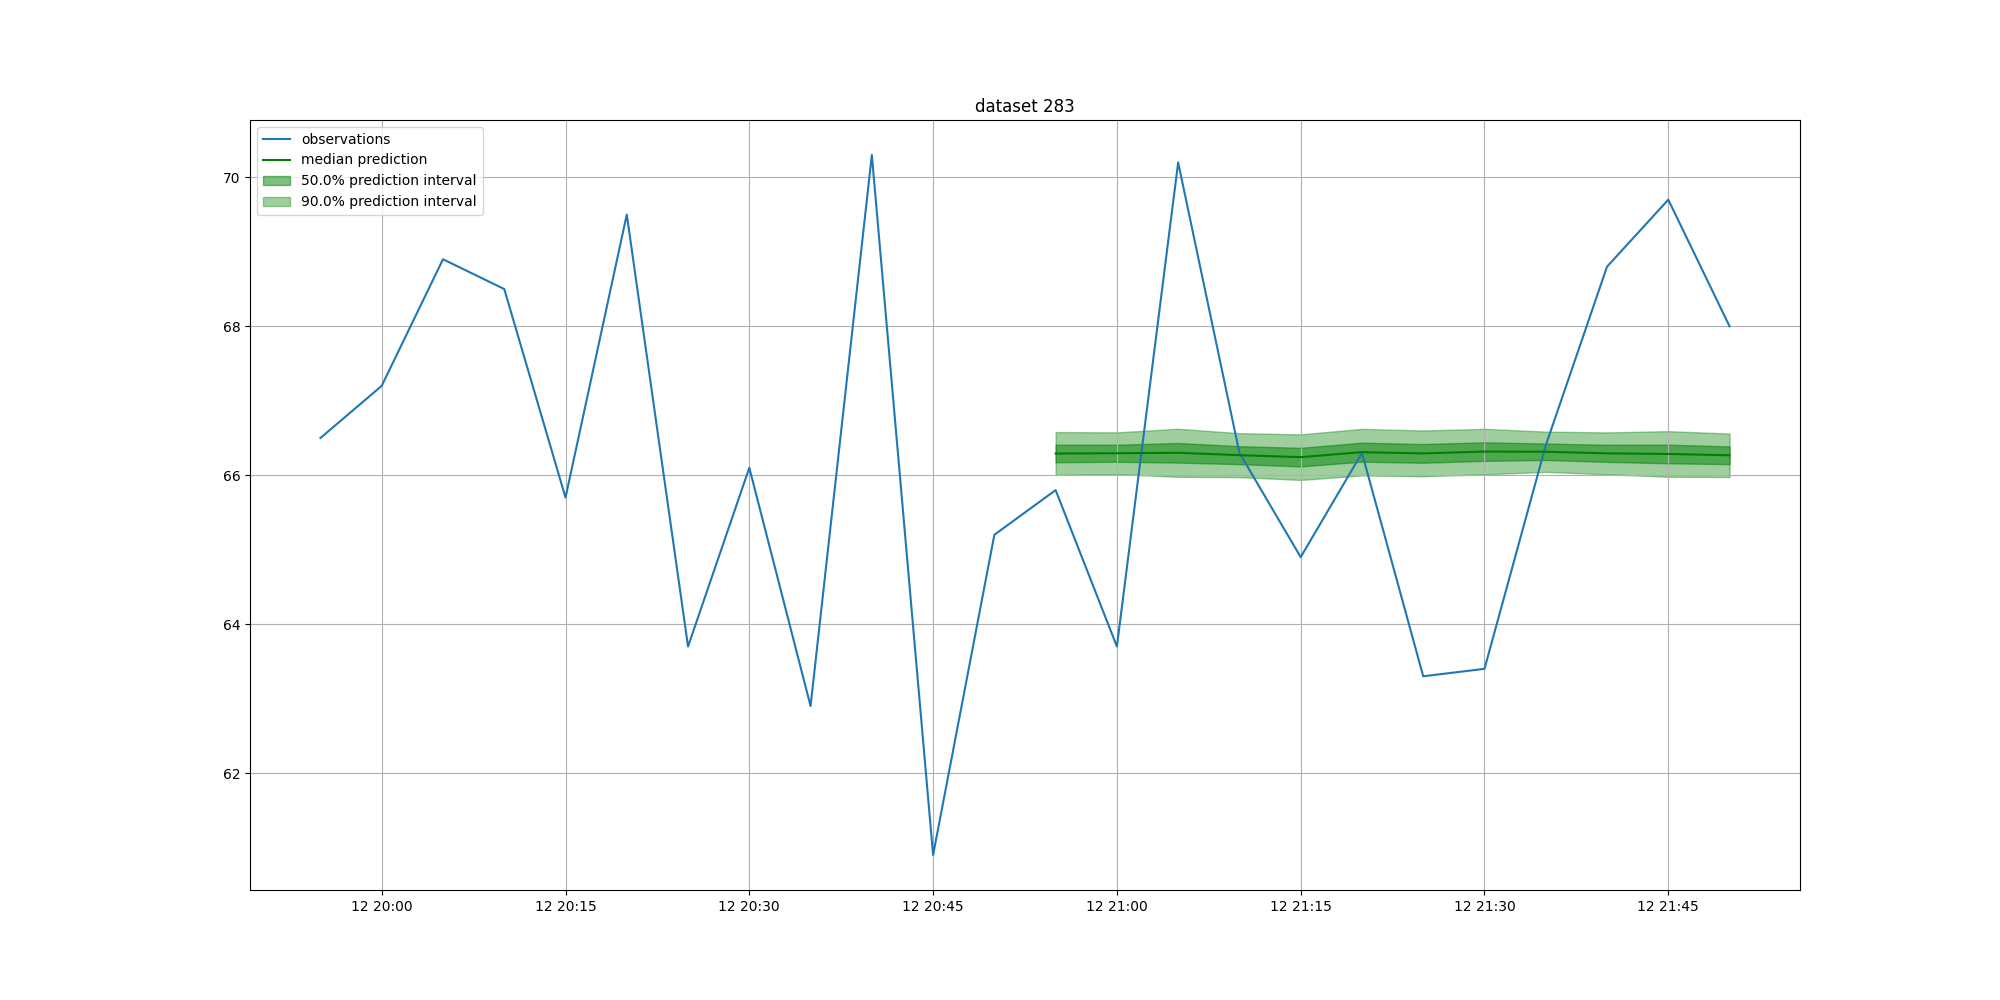 dataset 283
observations
median prediction
50.0% prediction interval
90.0% prediction interval
70
68
66
64
62
12 20:00
12 20:15
12 20:30
12 20:45
12 21:00
12 21:15
12 21:30
12 21:45